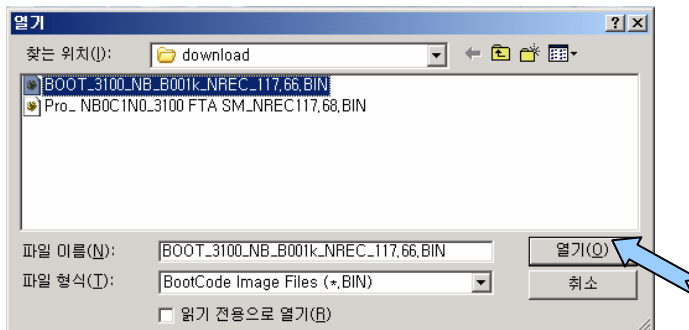 열기
찾는 위치(I): download
BOOT_3100_NB_B001k_NREC_117,66,BIN
Pro_ NB0C1N0_3100 FTA SM_NREC117,68,BIN
파일 이름(N): BOOT_3100_NB_B001k_NREC_117,66,BIN 열기(O)
파일 형식(T): BootCode Image Files (*,BIN) 취소
읽기 전용으로 열기(R)